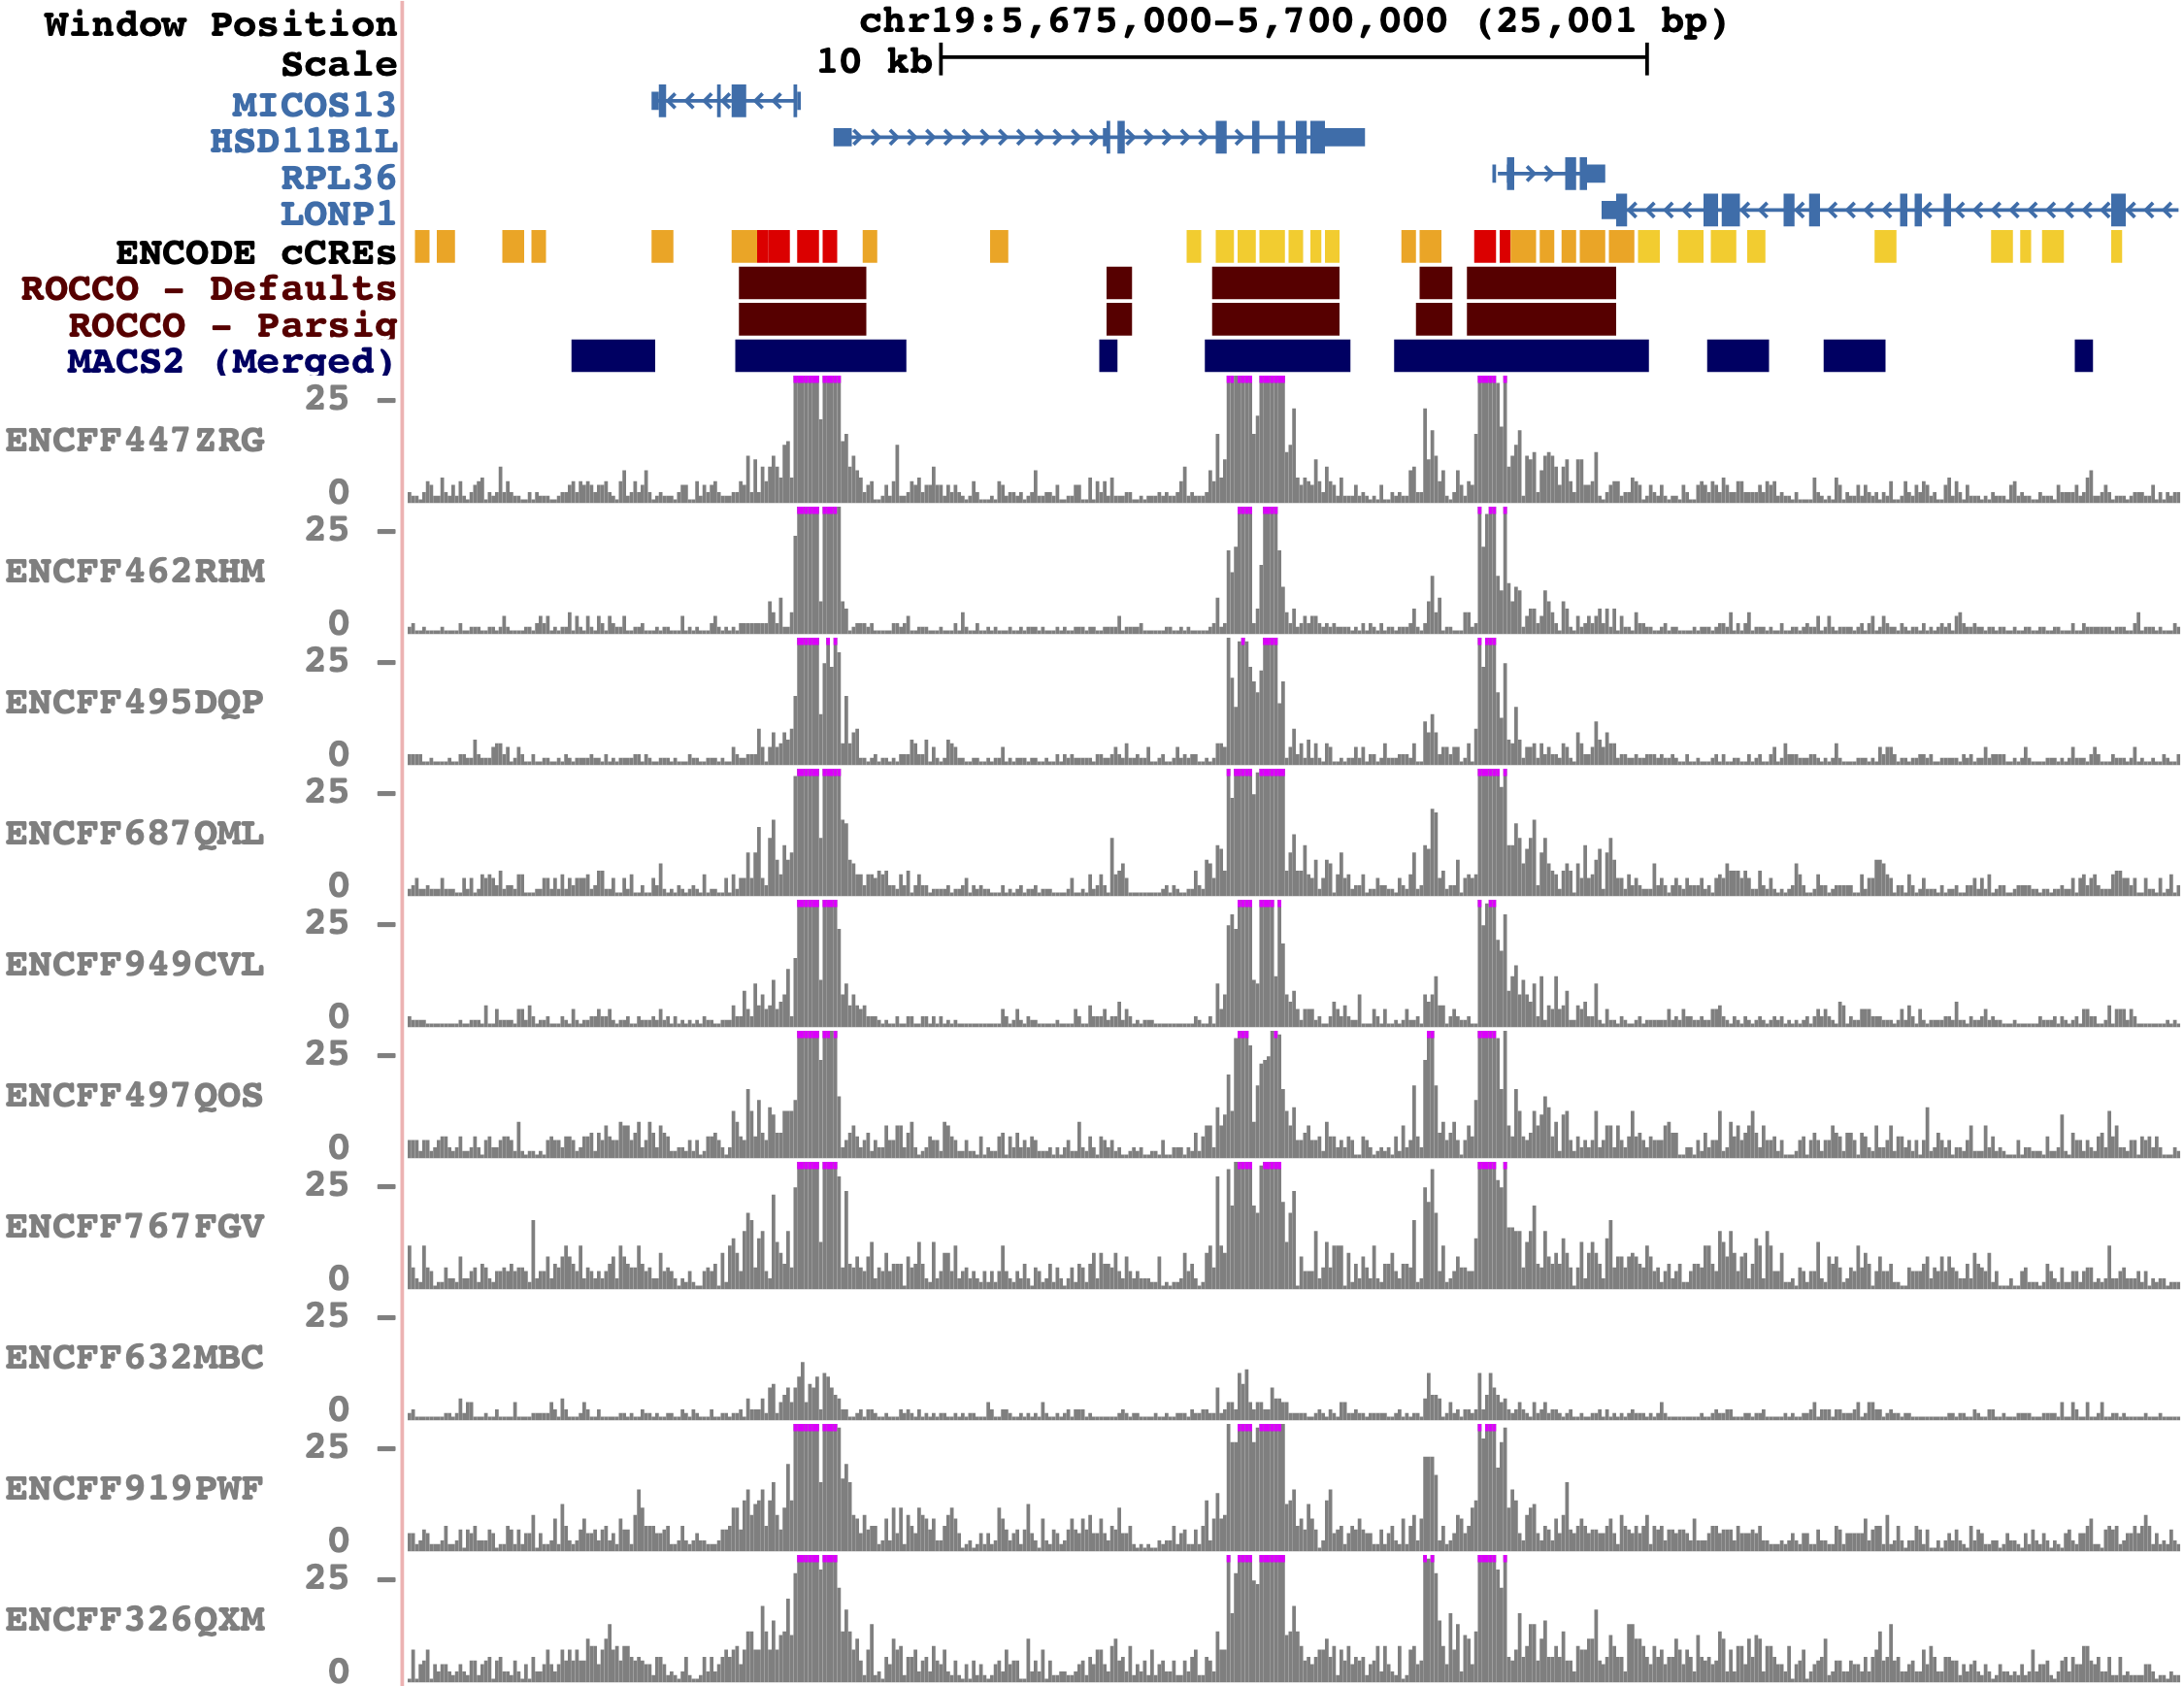 Window Position chr19:5,675,000-5,700,000 (25,001 bp)
Scale 10 kb
MICOS13
HSD11B1L
RPL36
LONP1
ENCODE cCREs
ROCCO - Defaults
ROCCO - Parsig
MACS2 (Merged)
25
ENCFF447ZRG
0
25
ENCFF462RHM
0
25
ENCFF495DQP
0
25
ENCFF687QML
0
25
ENCFF949CVL
0
25
ENCFF497QOS
0
25
ENCFF767FGV
0
25
ENCFF632MBC
0
25
ENCFF919PWF
0
25
ENCFF326QXM
0